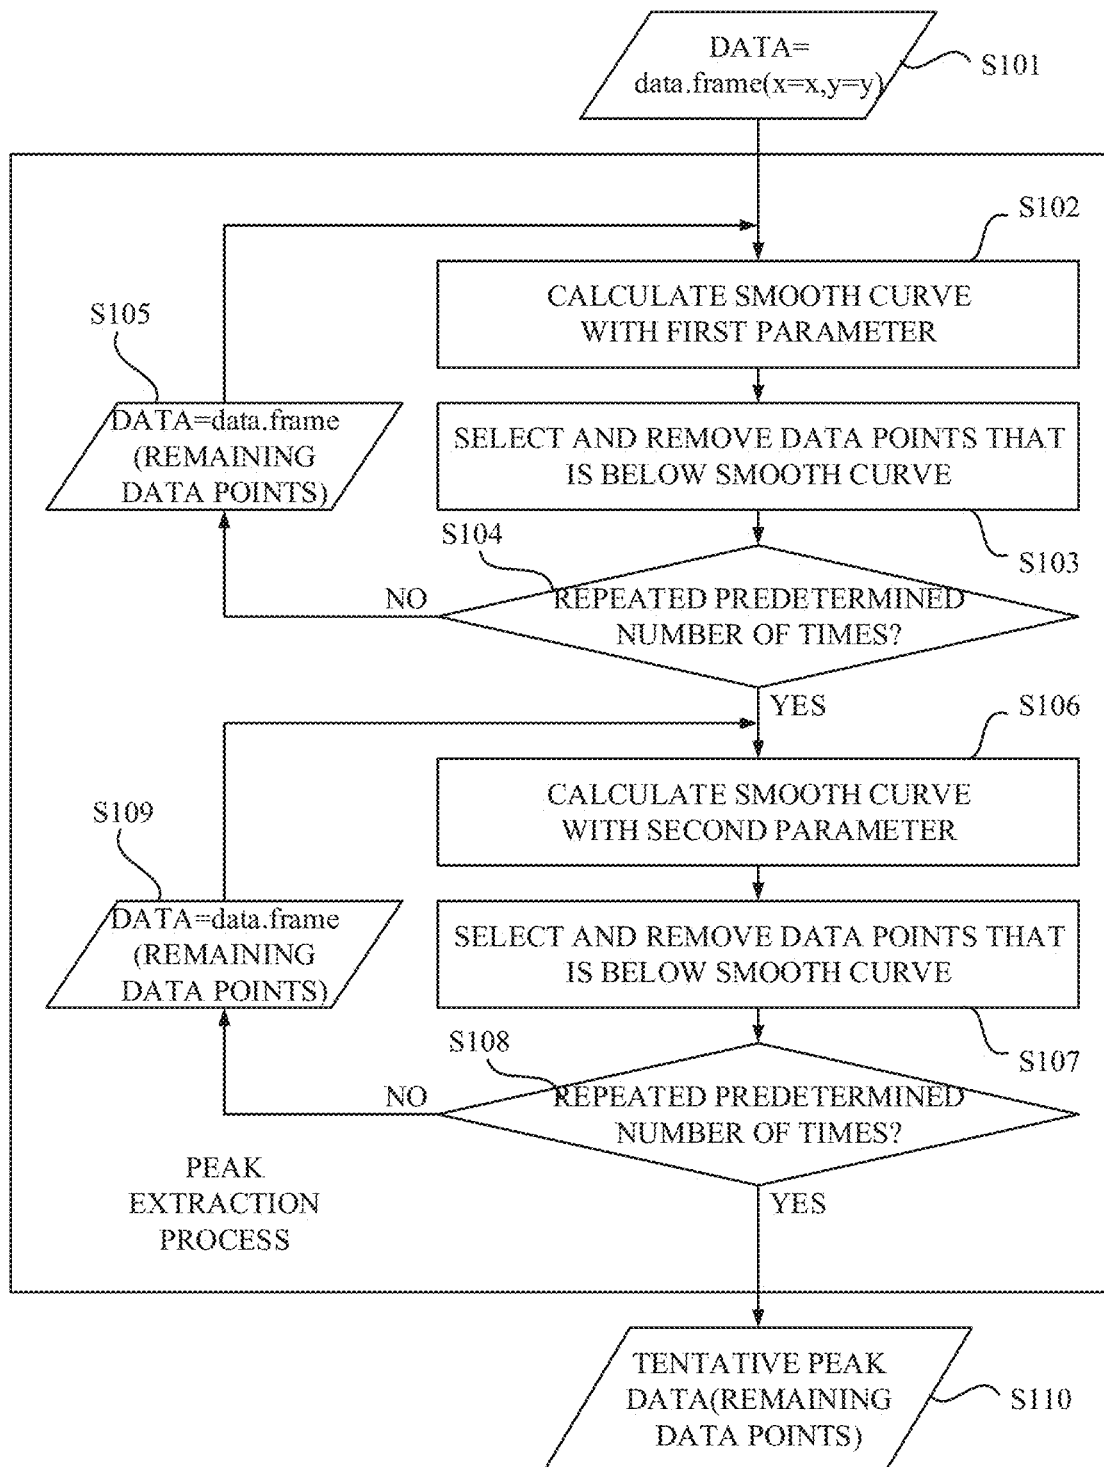 DATA=
data.frame(x=x,y=y)
S101
S102
CALCULATE SMOOTH CURVE
WITH FIRST PARAMETER
S105
DATA=data.frame
(REMAINING
DATA POINTS)
SELECT AND REMOVE DATA POINTS THAT
IS BELOW SMOOTH CURVE
S104
S103
NO
REPEATED PREDETERMINED
NUMBER OF TIMES?
YES
S106
CALCULATE SMOOTH CURVE
WITH SECOND PARAMETER
S109
DATA=data.frame
(REMAINING
DATA POINTS)
SELECT AND REMOVE DATA POINTS THAT
IS BELOW SMOOTH CURVE
S108
S107
NO
REPEATED PREDETERMINED
NUMBER OF TIMES?
PEAK
EXTRACTION
PROCESS
YES
TENTATIVE PEAK
DATA(REMAINING
DATA POINTS)
S110